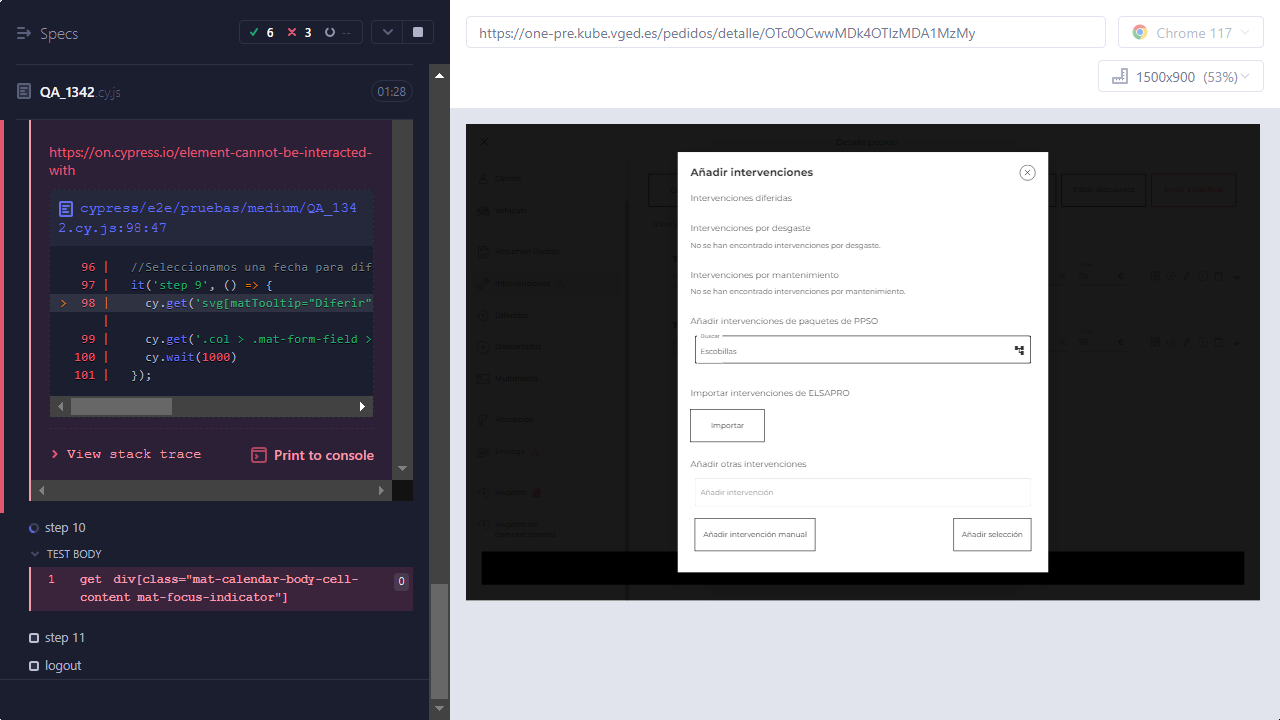 Specs
6
3
--
QA_1342.cy.js
01:28
https://on.cypress.io/element-cannot-be-interacted-
with
cypress/e2e/pruebas/medium/QA_134
2.cy.js:98:47
96 | //Seleccionamos una fecha para dif
97 | it('step 9', () => {
> 98 | cy.get('svg[matTooltip="Diferir"
|
99 | cy.get('.col > .mat-form-field >
100 | cy.wait(1000)
101 | });
View stack trace
Print to console
step 10
TEST BODY
1 get div[class="mat-calendar-body-cell-
content mat-focus-indicator"]
0
step 11
logout
https://one-pre.kube.vged.es/pedidos/detalle/OTc0OCwwMDk4OTIzMDA1MzMy
Chrome 117
1500x900 (53%)
Añadir intervenciones
Intervenciones diferidas
Intervenciones por desgaste
No se han encontrado intervenciones por desgaste.
Intervenciones por mantenimiento
No se han encontrado intervenciones por mantenimiento.
Añadir intervenciones de paquetes de PPSO
Buscar
Escobillas
Importar intervenciones de ELSAPRO
Importar
Añadir otras intervenciones
Añadir intervención
Añadir intervención manual
Añadir selección